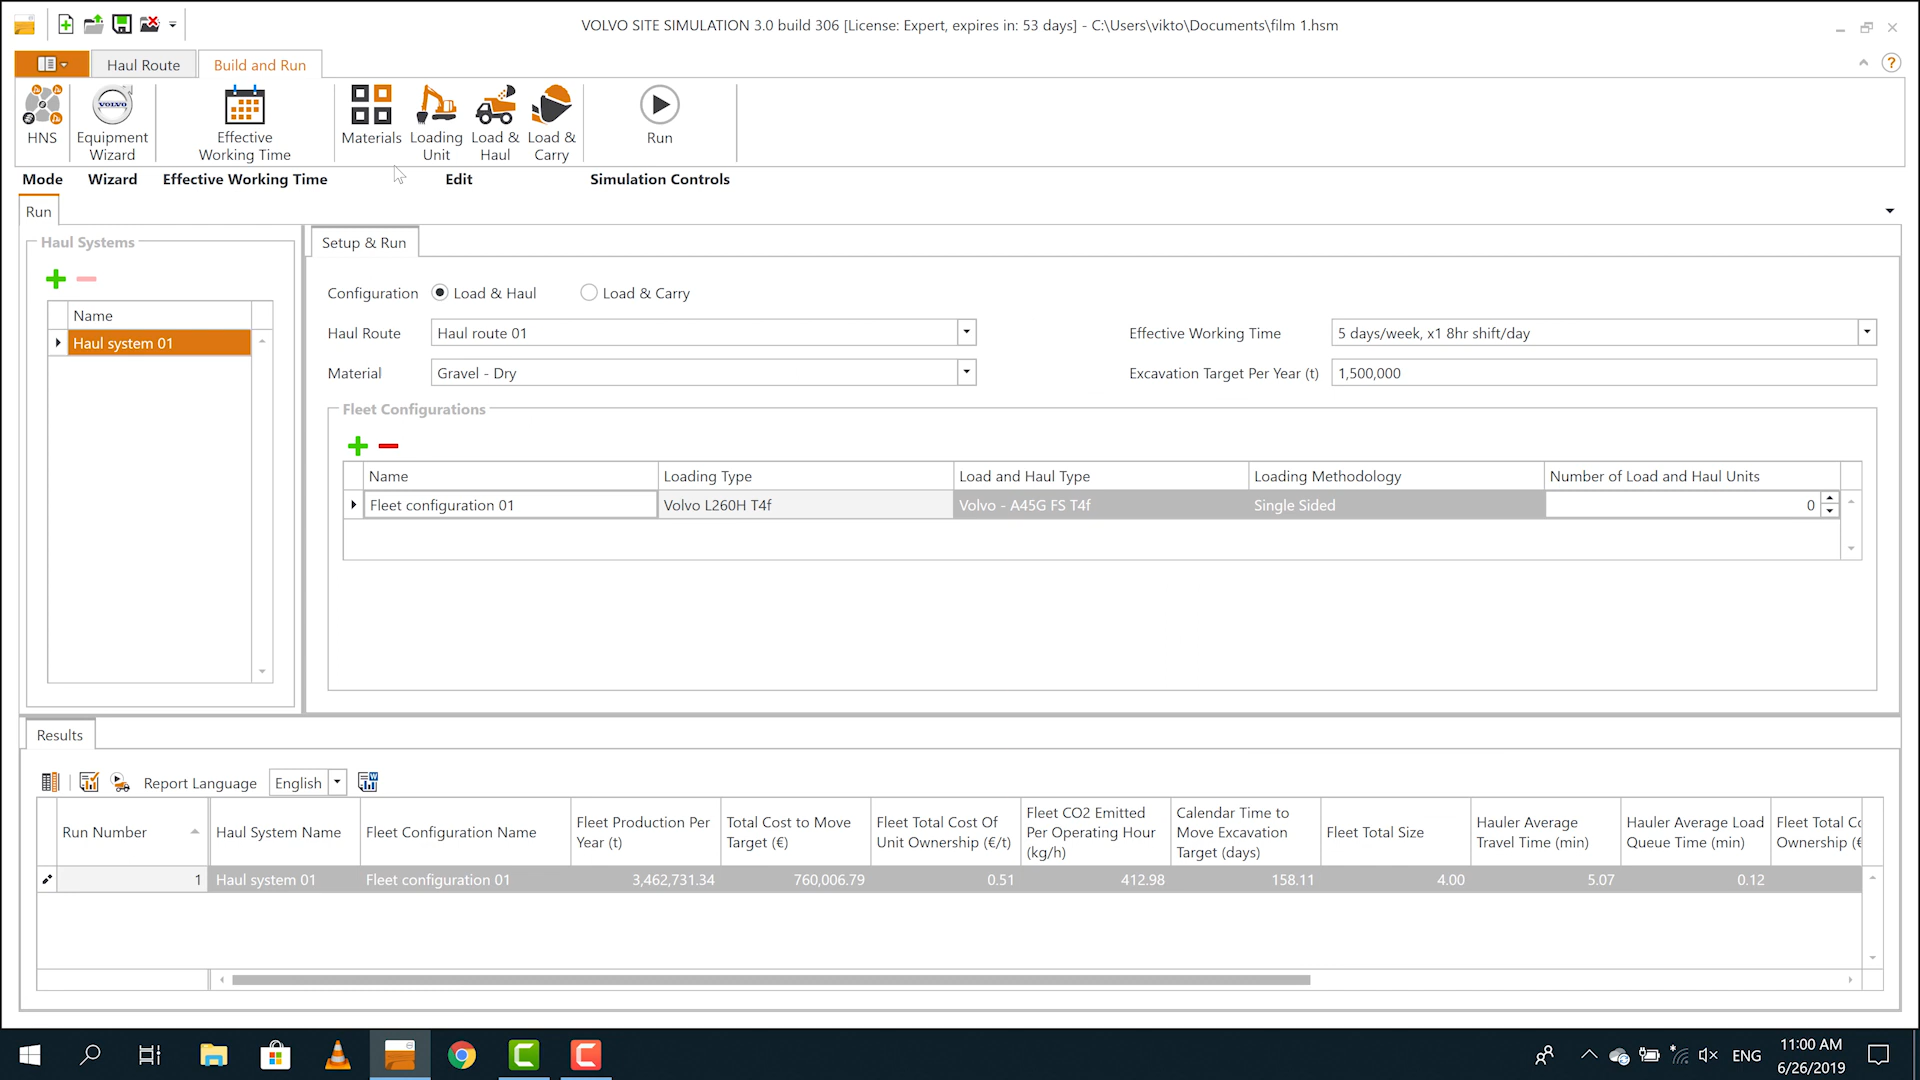 VOLVO SITE SIMULATION 3.0 build 306 [License: Expert, expires in: 53 days] - C:\Users\vikto\Documents\film 1.hsm
Haul Route
Build and Run
?
HNS
VOLVO
Equipment
Wizard
Effective
Working Time
Materials
Loading
Unit
Load &
Haul
Load &
Carry
Run
Mode
Wizard
Effective Working Time
Edit
Simulation Controls
Run
Haul Systems
Name
Haul system 01
Setup & Run
Configuration
Load & Haul
Load & Carry
Haul Route
Haul route 01
Effective Working Time
5 days/week, x1 8hr shift/day
Material
Gravel - Dry
Excavation Target Per Year (t)
1,500,000
Fleet Configurations
Name
Loading Type
Load and Haul Type
Loading Methodology
Number of Load and Haul Units
Fleet configuration 01
Volvo L260H T4f
Volvo - A45G FS T4f
Single Sided
0
Results
Report Language
English
Run Number
Haul System Name
Fleet Configuration Name
Fleet Production Per
Year (t)
Total Cost to Move
Target (€)
Fleet Total Cost Of
Unit Ownership (€/t)
Fleet CO2 Emitted
Per Operating Hour
(kg/h)
Calendar Time to
Move Excavation
Target (days)
Fleet Total Size
Hauler Average
Travel Time (min)
Hauler Average Load
Queue Time (min)
Fleet Total Co
Ownership (€
1
Haul system 01
Fleet configuration 01
3,462,731.34
760,006.79
0.51
412.98
158.11
4.00
5.07
0.12
ENG
11:00 AM
6/26/2019